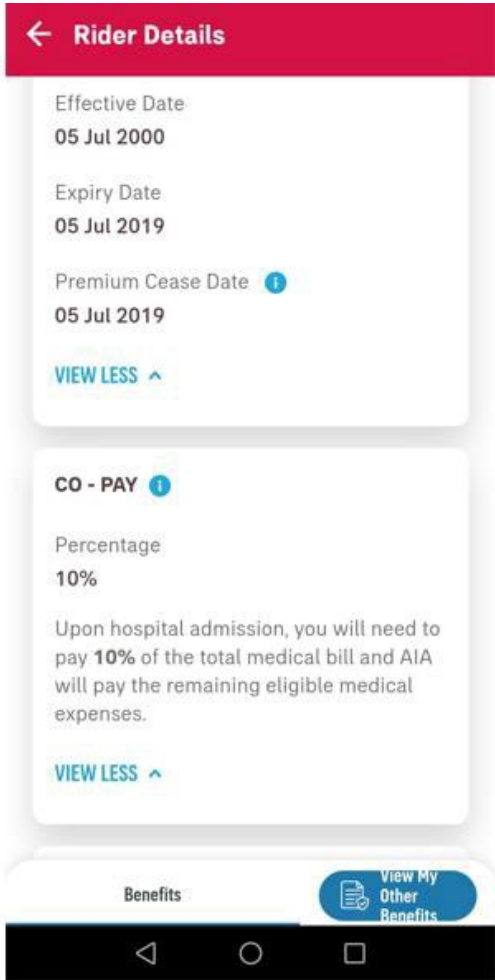 Rider Details
Effective Date
05 Jul 2000
Expiry Date
05 Jul 2019
Premium Cease Date
05 Jul 2019
VIEW LESS
CO - PAY
Percentage
10%
Upon hospital admission, you will need to
pay 10% of the total medical bill and AIA
will pay the remaining eligible medical
expenses.
VIEW LESS
Benefits
View My
Other
Benefits